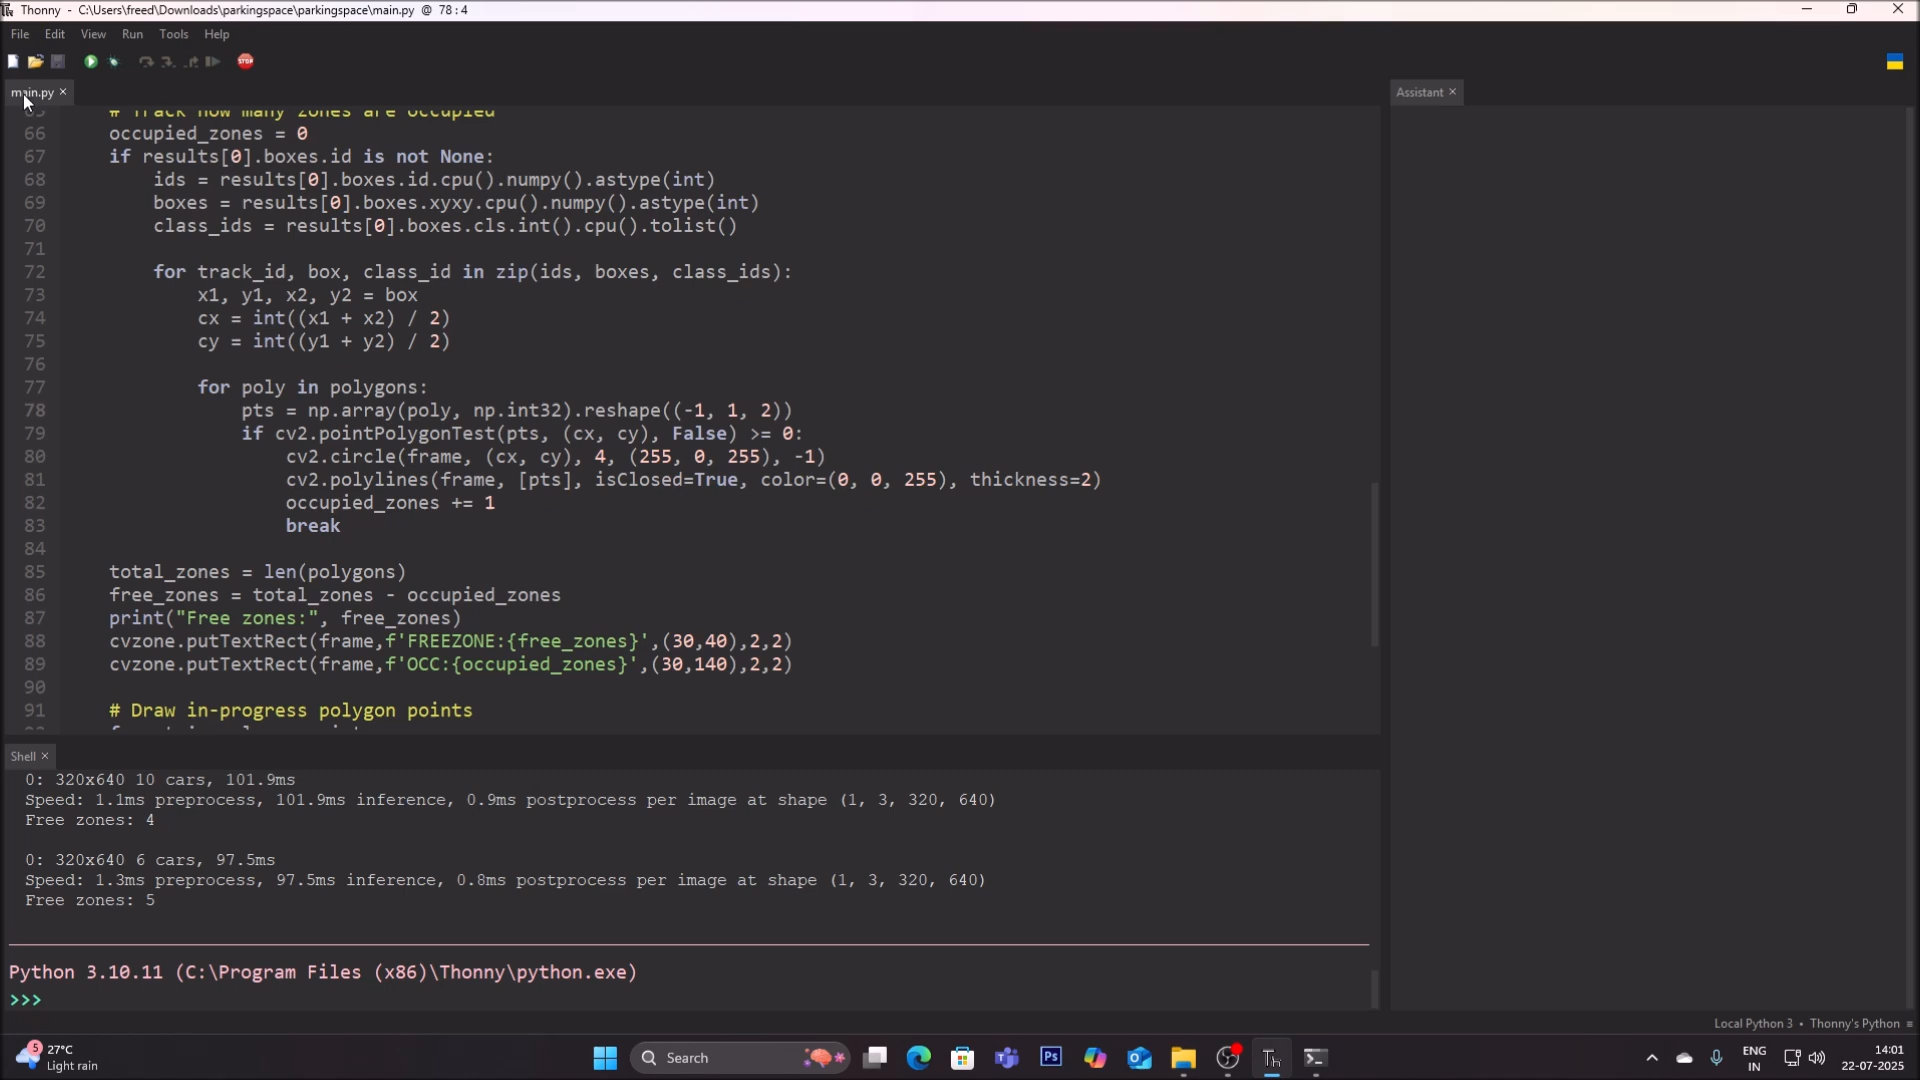 Thonny - C:\Users\freed\Downloads\parkingspace\parkingspace\main.py @ 78:4
File Edit View Run Tools Help
STOP
main.py ×
Assistant ×
65 # Track how many zones are occupied
66 occupied_zones = 0
67 if results[0].boxes.id is not None:
68 ids = results[0].boxes.id.cpu().numpy().astype(int)
69 boxes = results[0].boxes.xyxy.cpu().numpy().astype(int)
70 class_ids = results[0].boxes.cls.int().cpu().tolist()
71
72 for track_id, box, class_id in zip(ids, boxes, class_ids):
73 x1, y1, x2, y2 = box
74 cx = int((x1 + x2) / 2)
75 cy = int((y1 + y2) / 2)
76
77 for poly in polygons:
78 pts = np.array(poly, np.int32).reshape((-1, 1, 2))
79 if cv2.pointPolygonTest(pts, (cx, cy), False) >= 0:
80 cv2.circle(frame, (cx, cy), 4, (255, 0, 255), -1)
81 cv2.polylines(frame, [pts], isClosed=True, color=(0, 0, 255), thickness=2)
82 occupied_zones += 1
83 break
84
85 total_zones = len(polygons)
86 free_zones = total_zones - occupied_zones
87 print("Free zones:", free_zones)
88 cvzone.putTextRect(frame,f'FREEZONE:{free_zones}',(30,40),2,2)
89 cvzone.putTextRect(frame,f'OCC:{occupied_zones}',(30,140),2,2)
90
91 # Draw in-progress polygon points
Shell ×
0: 320x640 10 cars, 101.9ms
Speed: 1.1ms preprocess, 101.9ms inference, 0.9ms postprocess per image at shape (1, 3, 320, 640)
Free zones: 4
0: 320x640 6 cars, 97.5ms
Speed: 1.3ms preprocess, 97.5ms inference, 0.8ms postprocess per image at shape (1, 3, 320, 640)
Free zones: 5
Python 3.10.11 (C:\Program Files (x86)\Thonny\python.exe)
>>>
Local Python 3 • Thonny's Python ≡
5
27°C
Light rain
Search
Ps
Th
ENG
IN
14:01
22-07-2025